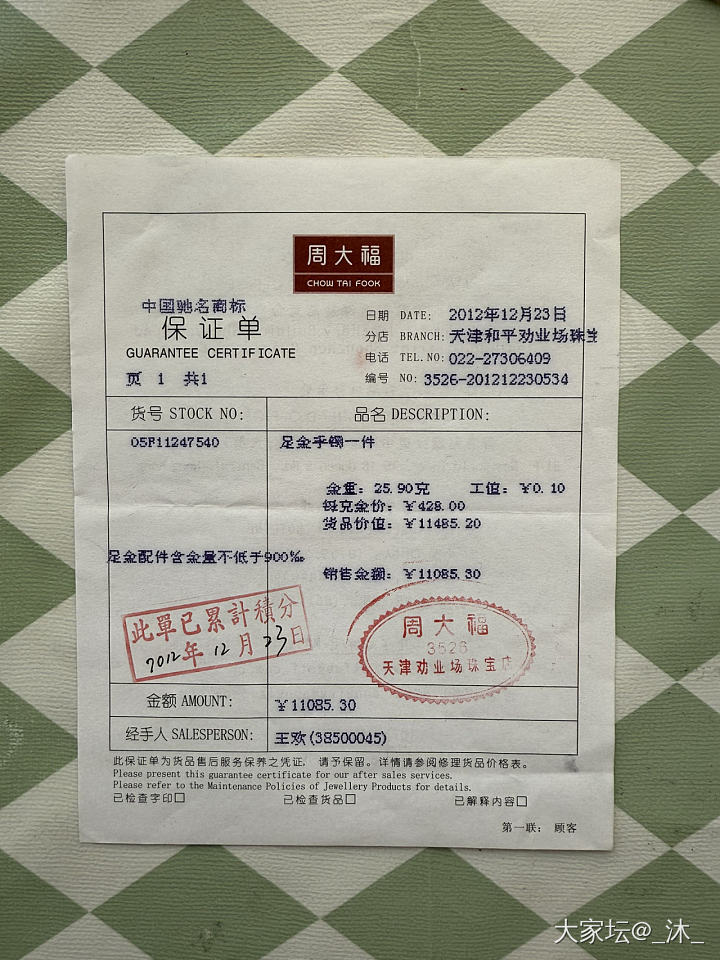 周大福
CHOW TAI FOOK
中国驰名商标
保证单
GUARANTEE CERTIFICATE
页 1 共1
日期 DATE: 2012年12月23日
分店 BRANCH: 天津和平劝业场珠宝
电话 TEL.NO: 022-27306409
编号 NO: 3526-201212230534
货号 STOCK NO:
品名 DESCRIPTION:
05F11247540
足金手镯一件
金重: 25.90克 工值: ¥0.10
每克金价: ¥428.00
货品价值: ¥11485.20
足金配件含金量不低于900‰
销售金额: ¥11085.30
此單已累計積分
2012年12月23日
周大福
3526
天津劝业场珠宝店
金额 AMOUNT: ¥11085.30
经手人 SALESPERSON: 王欢(38500045)
此保证单为货品售后服务保养之凭证, 请予保留。详情请参阅修理货品价格表。
Please present this guarantee certificate for our after sales services.
Please refer to the Maintenance Policies of Jewellery Products for details.
已检查字印□ 已检查货品□ 已解释内容□
第一联: 顾客
大家坛@_沐_